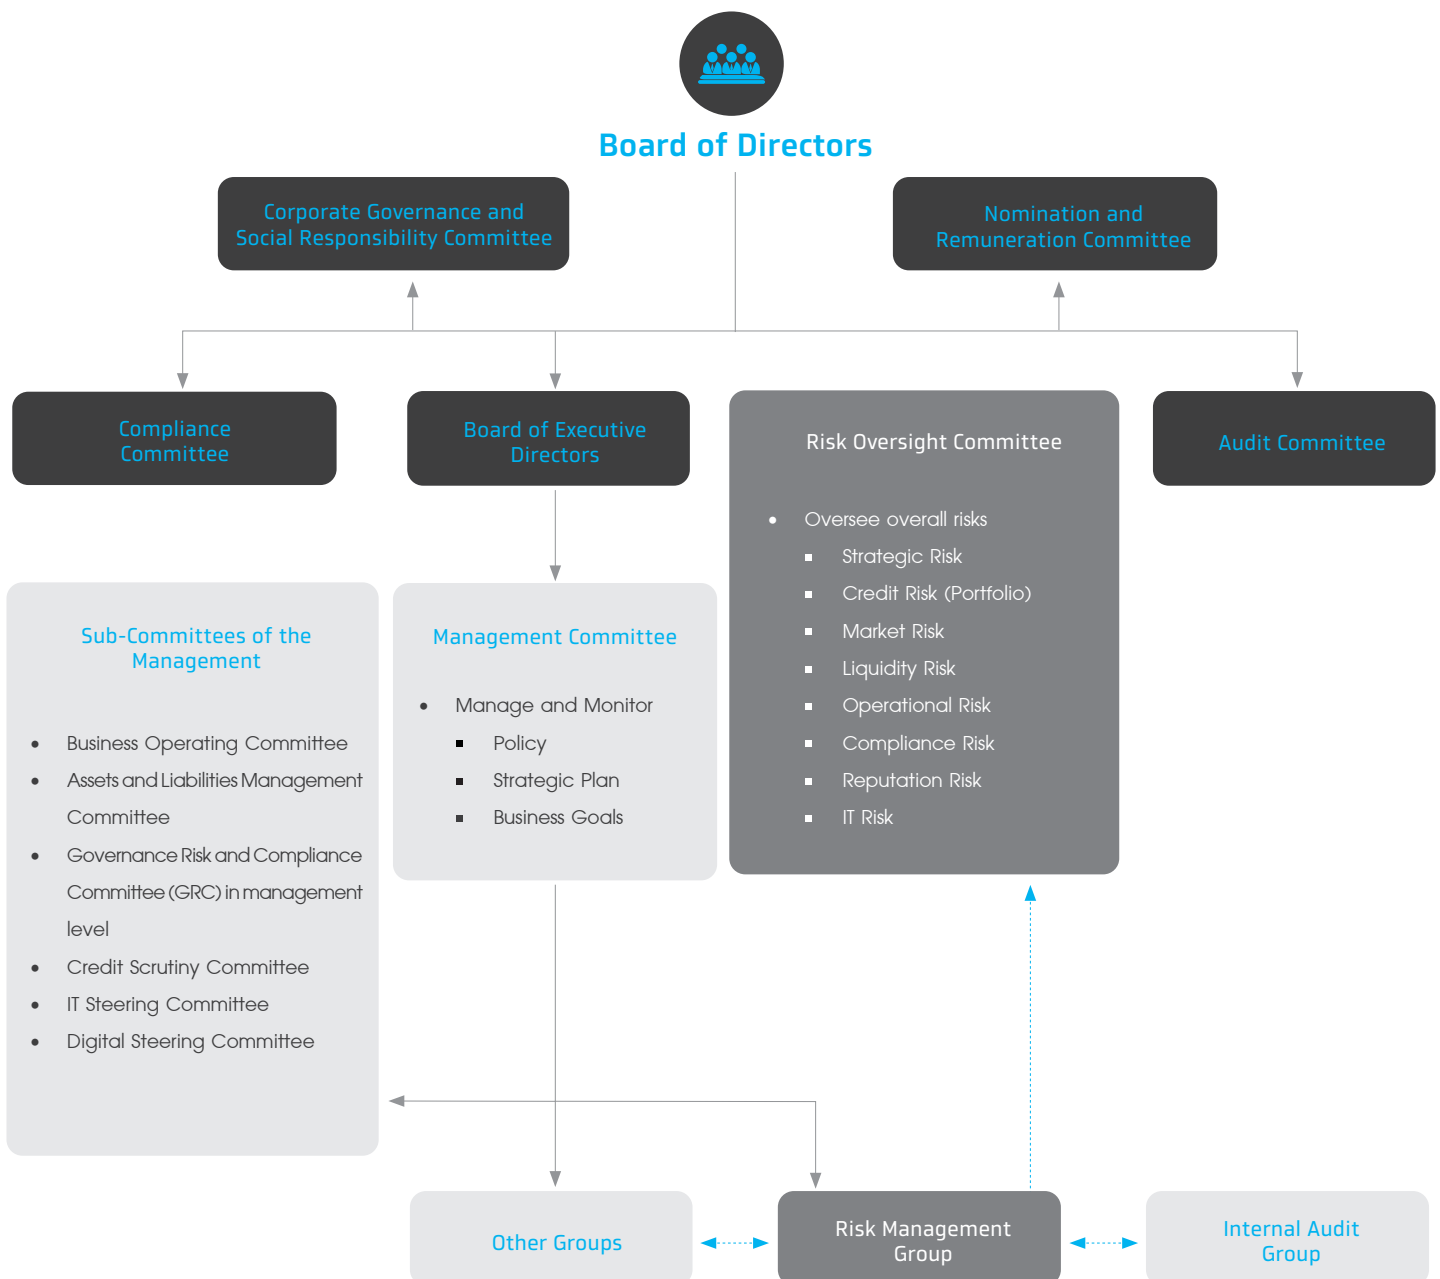 Board of Directors
Corporate Governance and
Social Responsibility Committee
Nomination and
Remuneration Committee
Compliance
Committee
Board of Executive
Directors
Risk Oversight Committee
• Oversee overall risks
▪ Strategic Risk
▪ Credit Risk (Portfolio)
▪ Market Risk
▪ Liquidity Risk
▪ Operational Risk
▪ Compliance Risk
▪ Reputation Risk
▪ IT Risk
Audit Committee
Sub-Committees of the
Management
• Business Operating Committee
• Assets and Liabilities Management
Committee
• Governance Risk and Compliance
Committee (GRC) in management
level
• Credit Scrutiny Committee
• IT Steering Committee
• Digital Steering Committee
Management Committee
• Manage and Monitor
▪ Policy
▪ Strategic Plan
▪ Business Goals
Other Groups
Risk Management
Group
Internal Audit
Group